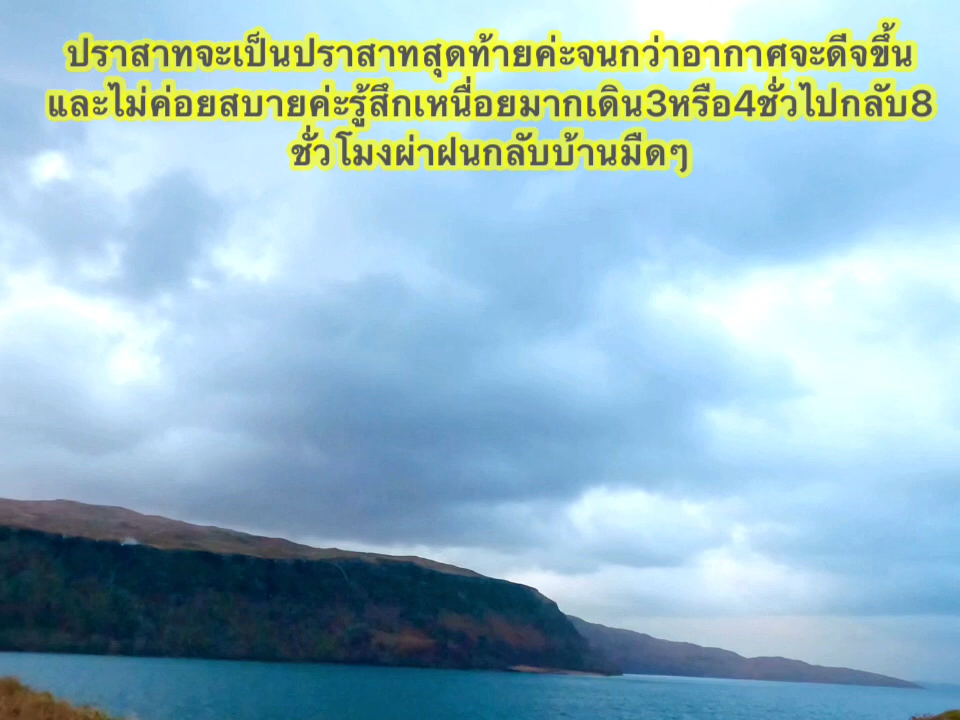 ปราสาทจะเป็นปราสาทสุดท้ายค่ะจนกว่าอากาศจะดีจขึ้น
และไม่ค่อยสบายค่ะรู้สึกเหนื่อยมากเดิน3หรือ4ชั่วไปกลับ8
ชั่วโมงผ่าฝนกลับบ้านมืดๆ